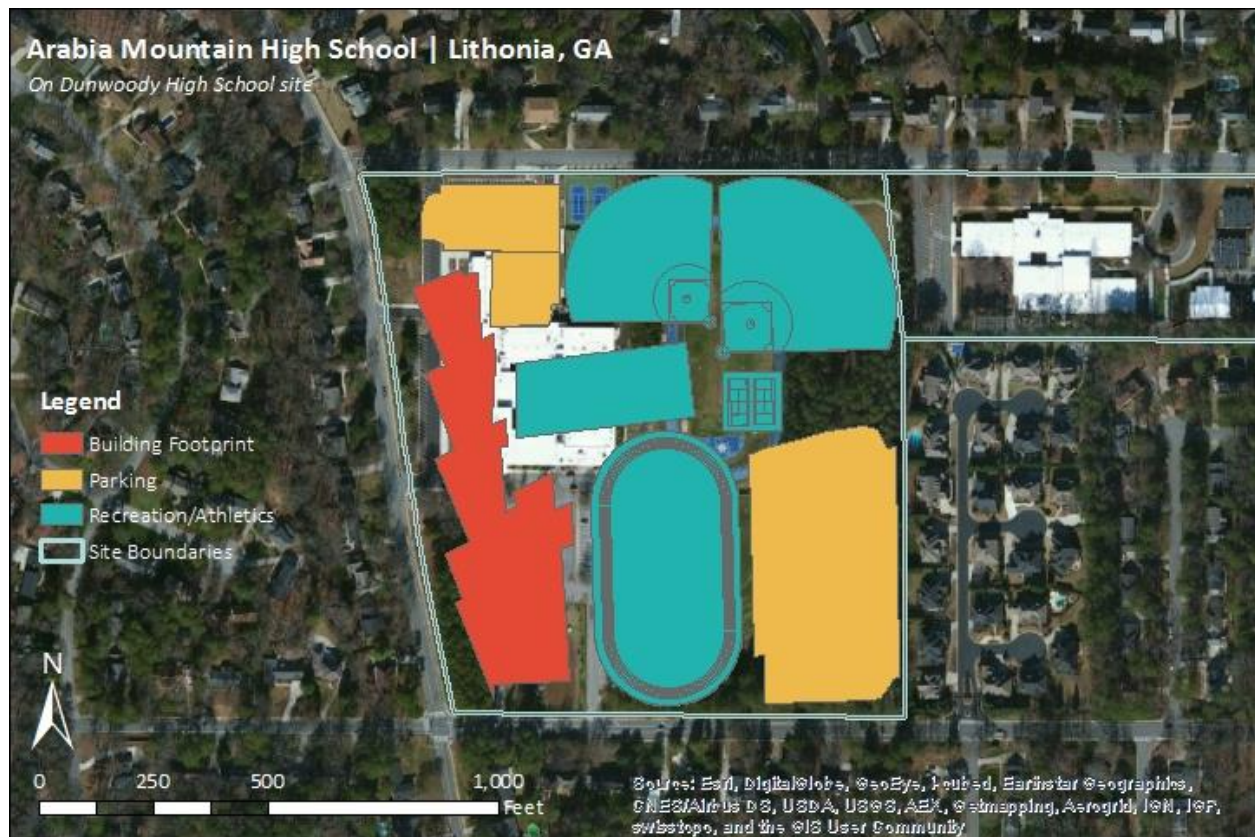 Arabia Mountain High School | Lithonia, GA
On Dunwoody High School site
Legend
Building Footprint
Parking
Recreation/Athletics
Site Boundaries
N
0 250 500 1,000
Feet
Source: Esri, DigitalGlobe, GeoEye, i-cubed, Earthstar Geographics,
CNES/Airbus DS, USDA, USGS, AEX, Getmapping, Aerogrid, IGN, IGP,
swisstopo, and the GIS User Community